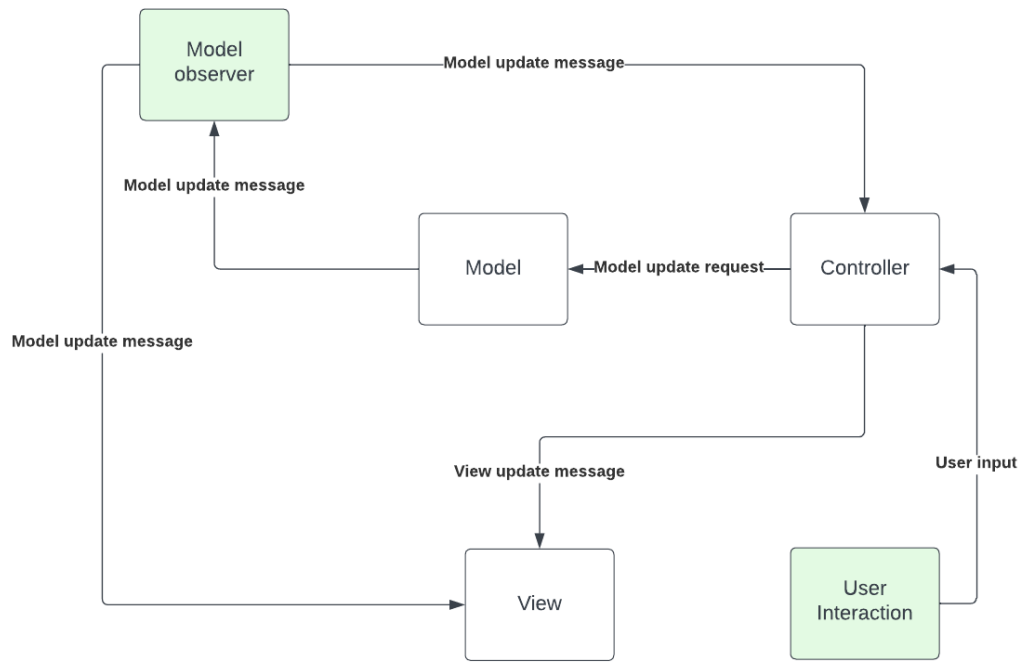 Model
observer
Model update message
Model update message
Model
Model update request
Controller
Model update message
View update message
User input
View
User
Interaction